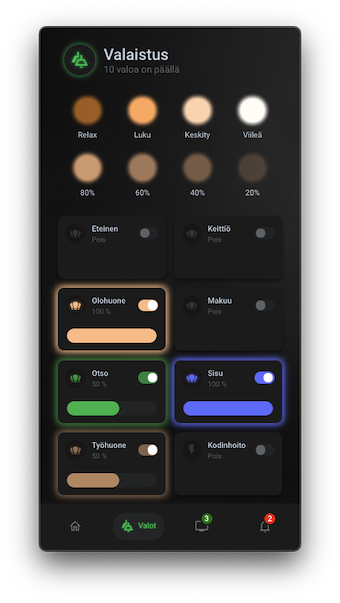 Valaistus
10 valoa on päällä
Relax Luku Keskity Viileä
80% 60% 40% 20%
Eteinen
Pois
Keittiö
Pois
Olohuone
100 %
Makuu
Pois
Otso
50 %
Sisu
100 %
Työhuone
50 %
Kodinhoito
Pois
Valot
3
2